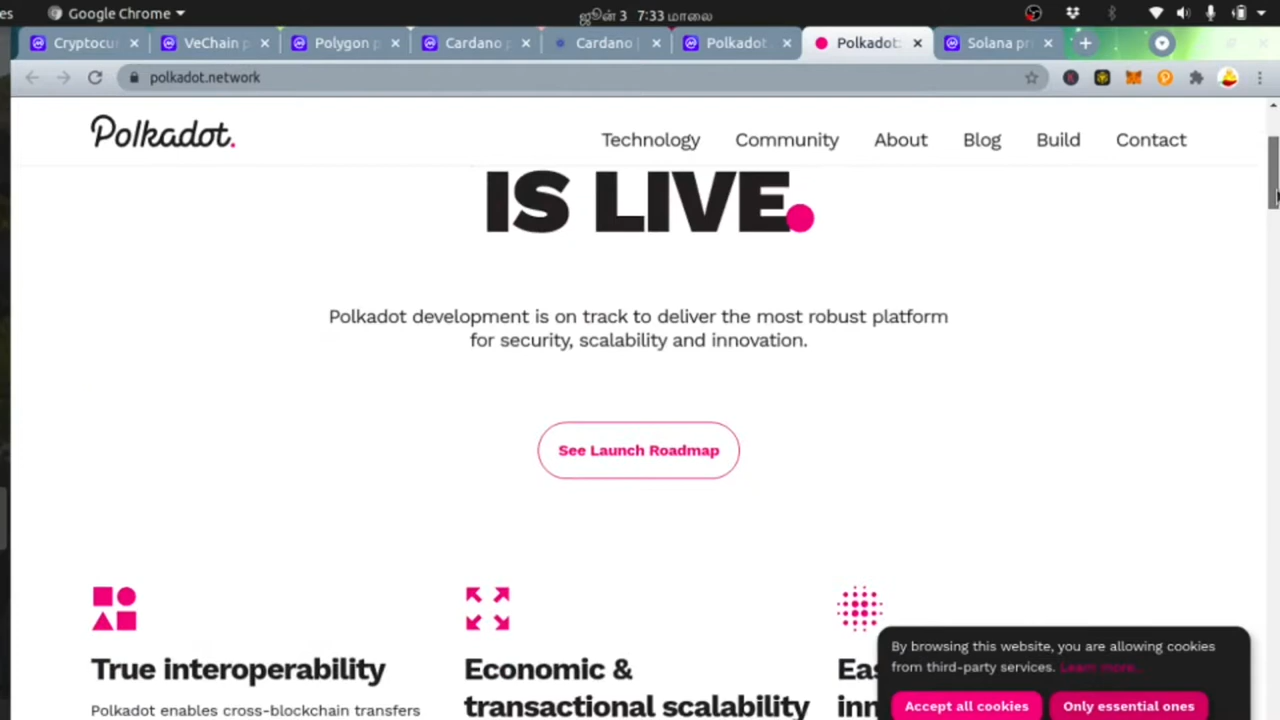 es
Google Chrome
ஜூன் 3 7:33 மாலை
Cryptocu
VeChain p
Polygon p
Cardano p
Cardano |
Polkadot
Polkadot:
Solana pr
polkadot.network
Polkadot.
Technology
Community
About
Blog
Build
Contact
IS LIVE.
Polkadot development is on track to deliver the most robust platform
for security, scalability and innovation.
See Launch Roadmap
True interoperability
Polkadot enables cross-blockchain transfers
Economic &
transactional scalability
Eas
inn
By browsing this website, you are allowing cookies
from third-party services. Learn more..
Accept all cookies
Only essential ones